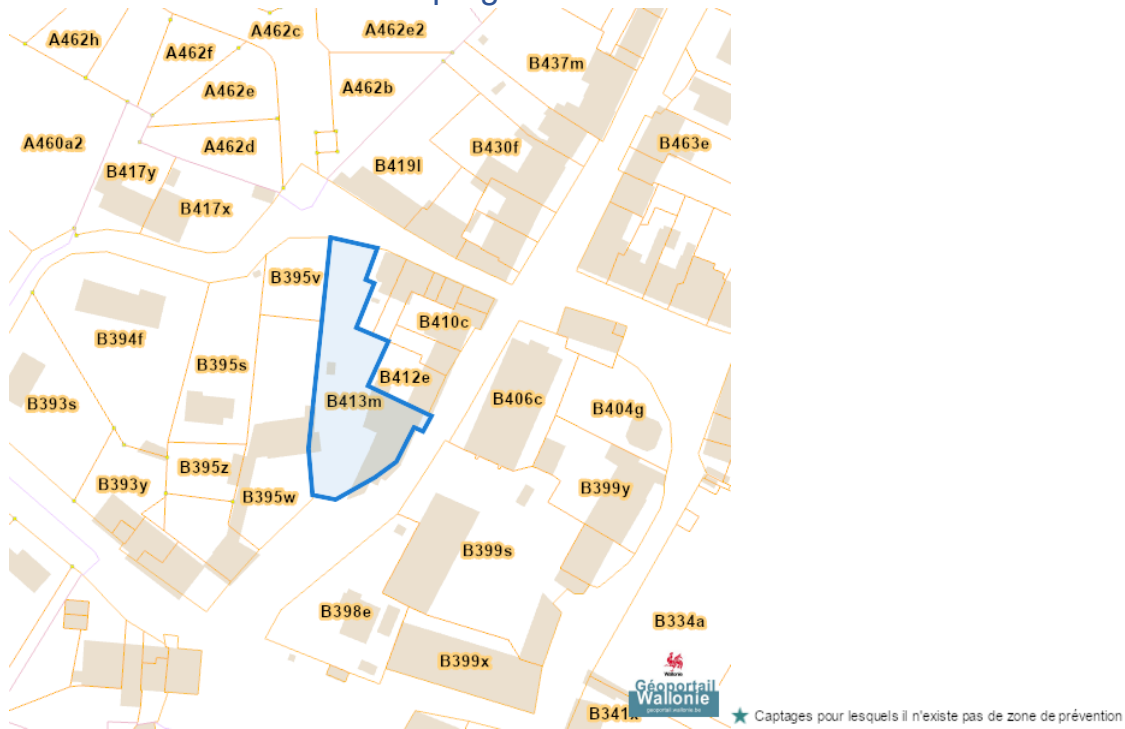 A462h
A462f
A462c
A462e2
B437m
A462e
A462b
A460a2
A462d
B419l
B430f
B463e
B417y
B417x
B395v
B394f
B410c
B395s
B412e
B393s
B413m
B406c
B404g
B393y
B395z
B395w
B399y
B399s
B398e
B399x
B334a
Wallonie
Géoportail
Wallonie
geoportail.wallonie.be
Captages pour lesquels il n'existe pas de zone de prévention